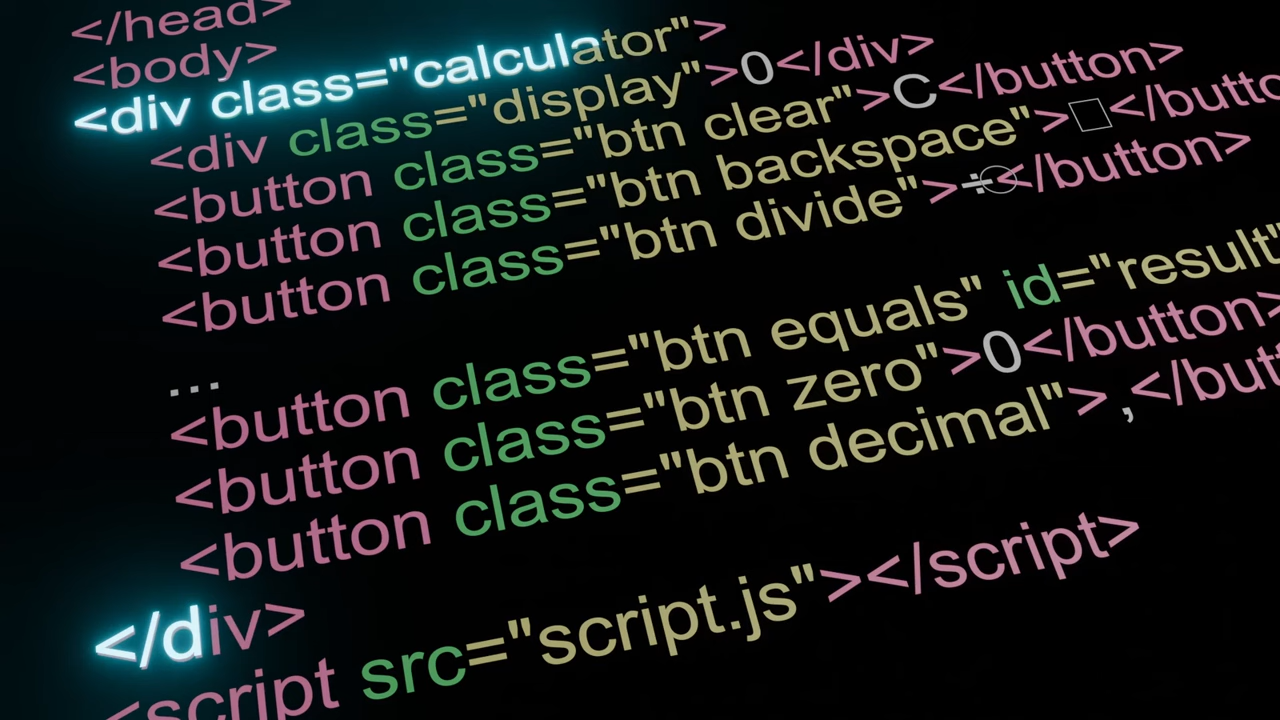 </head>
<body>
<div class="calculator">
<div class="display">0</div>
<button class="btn clear">C</button>
<button class="btn backspace">□</butto
<button class="btn divide">÷</button>
...
<button class="btn equals" id="result"
<button class="btn zero">0</button>
<button class="btn decimal">,</butt
</div>
<script src="script.js"></script>